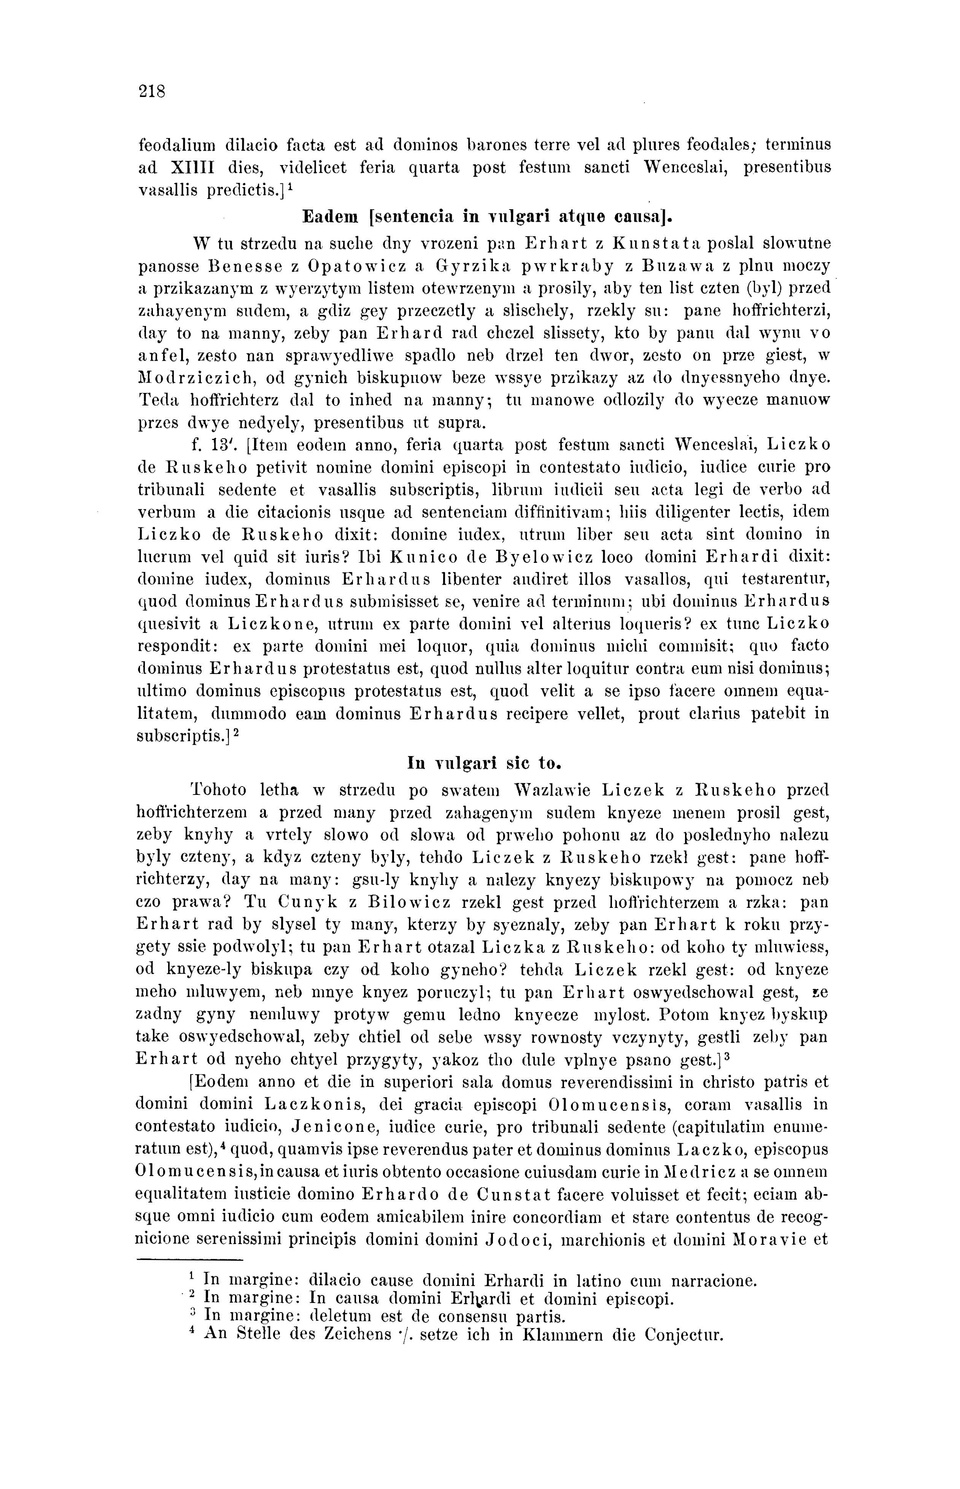 218
feodalium dilacio facta est ad dominos barones terre vel ad plures feodales; terminus
ad XIIII dies, videlicet feria quarta post festum sancti Wenceslai, presentibus
vasallis predictis.]¹
Eadem [sentencia in vulgari atque causa].
W tu strzedu na suche dny vrozeni pan Erhart z Kunstata poslal slowutne
panosse Benesse z Opatowicz a Gyrzika pwrkraby z Buzawa z plnu moczy
a przikazanym z wyerzytym listem otewrzenym a prosily, aby ten list czten (byl) przed
zahayenym sudem, a gdiz gey przeczetly a slischely, rzekly su: pane hoffrichterzi,
day to na manny, zeby pan Erhard rad chczel slissety, kto by panu dal wynu vo
anfel, zesto nan sprawyedliwe spadlo neb drzel ten dwor, zesto on prze giest, w
Modrziczich, od gynich biskupuow beze wssye przikazy az do dnyessnyeho dnye.
Teda hoffrichterz dal to inhed na manny; tu manowe odlozily do wyecze manuow
przes dwye nedyely, presentibus ut supra.
f. 13′. [Item eodem anno, feria quarta post festum sancti Wenceslai, Liczko
de Ruskeho petivit nomine domini episcopi in contestato iudicio, iudice curie pro
tribunali sedente et vasallis subscriptis, librum iudicii seu acta legi de verbo ad
verbum a die citacionis usque ad sentenciam diffinitivam; hiis diligenter lectis, idem
Liczko de Ruskeho dixit: domine iudex, utrum liber seu acta sint domino in
lucrum vel quid sit iuris? Ibi Kunico de Byelowicz loco domini Erhardi dixit:
domine iudex, dominus Erhardus libenter audiret illos vasallos, qui testarentur,
quod dominus Erhardus submisisset se, venire ad terminum; ubi dominus Erhardus
quesivit a Liczkone, utrum ex parte domini vel alterius loqueris? ex tunc Liczko
respondit: ex parte domini mei loquor, quia dominus michi commisit; quo facto
dominus Erhardus protestatus est, quod nullus alter loquitur contra eum nisi dominus;
ultimo dominus episcopus protestatus est, quod velit a se ipso facere omnem equa-
litatem, dummodo eam dominus Erhardus recipere vellet, prout clarius patebit in
subscriptis.]²
In vulgari sic to.
Tohoto letha w strzedu po swatem Wazlawie Liczek z Ruskeho przed
hoffrichterzem a przed many przed zahagenym sudem knyeze menem prosil gest,
zeby knyhy a vrtely slowo od slowa od prweho pohonu az do poslednyho nalezu
byly czteny, a kdyz czteny byly, tehdo Liczek z Ruskeho rzekl gest: pane hoff-
richterzy, day na many: gsu-ly knyhy a nalezy knyezy biskupowy na pomocz neb
czo prawa? Tu Cunyk z Bilowicz rzekl gest przed hoffrichterzem a rzka: pan
Erhart rad by slysel ty many, kterzy by syeznaly, zeby pan Erhart k roku przy-
gety ssie podwolyl; tu pan Erhart otazal Liczka z Ruskeho: od koho ty mluwiess,
od knyeze-ly biskupa czy od koho gyneho? tehda Liczek rzekl gest: od knyeze
meho mluwyem, neb mnye knyez poruczyl; tu pan Erhart oswyedschowal gest, ze
zadny gyny nemluwy protyw gemu ledno knyecze mylost. Potom knyez byskup
take oswyedschowal, zeby chtiel od sebe wssy rownosty vczynyty, gestli zeby pan
Erhart od nyeho chtyel przygyty, yakoz tho dule vplnye psano gest.]³
[Eodem anno et die in superiori sala domus reverendissimi in christo patris et
domini domini Laczkonis, dei gracia episcopi Olomucensis, coram vasallis in
contestato iudicio, Jenicone, iudice curie, pro tribunali sedente (capitulatim enume-
ratum est),⁴ quod, quamvis ipse reverendus pater et dominus dominus Laczko, episcopus
Olomucensis, in causa et iuris obtento occasione cuiusdam curie in Medricz a se omnem
equalitatem iusticie domino Erhardo de Cunstat facere voluisset et fecit; eciam ab-
sque omni iudicio cum eodem amicabilem inire concordiam et stare contentus de recog-
nicione serenissimi principis domini domini Jodoci, marchionis et domini Moravie et
¹ In margine: dilacio cause domini Erhardi in latino cum narracione.
² In margine: In causa domini Erhardi et domini episcopi.
³ In margine: deletum est de consensu partis.
⁴ An Stelle des Zeichens ·/. setze ich in Klammern die Conjectur.